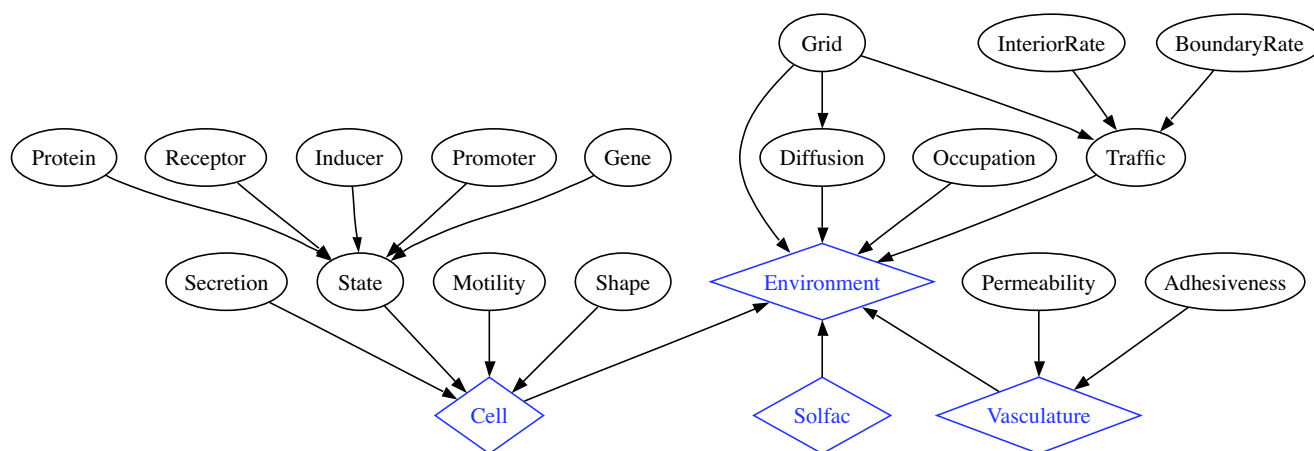 Grid
InteriorRate
BoundaryRate
Protein
Receptor
Inducer
Promoter
Gene
Diffusion
Occupation
Traffic
Secretion
State
Motility
Shape
Environment
Permeability
Adhesiveness
Cell
Solfac
Vasculature